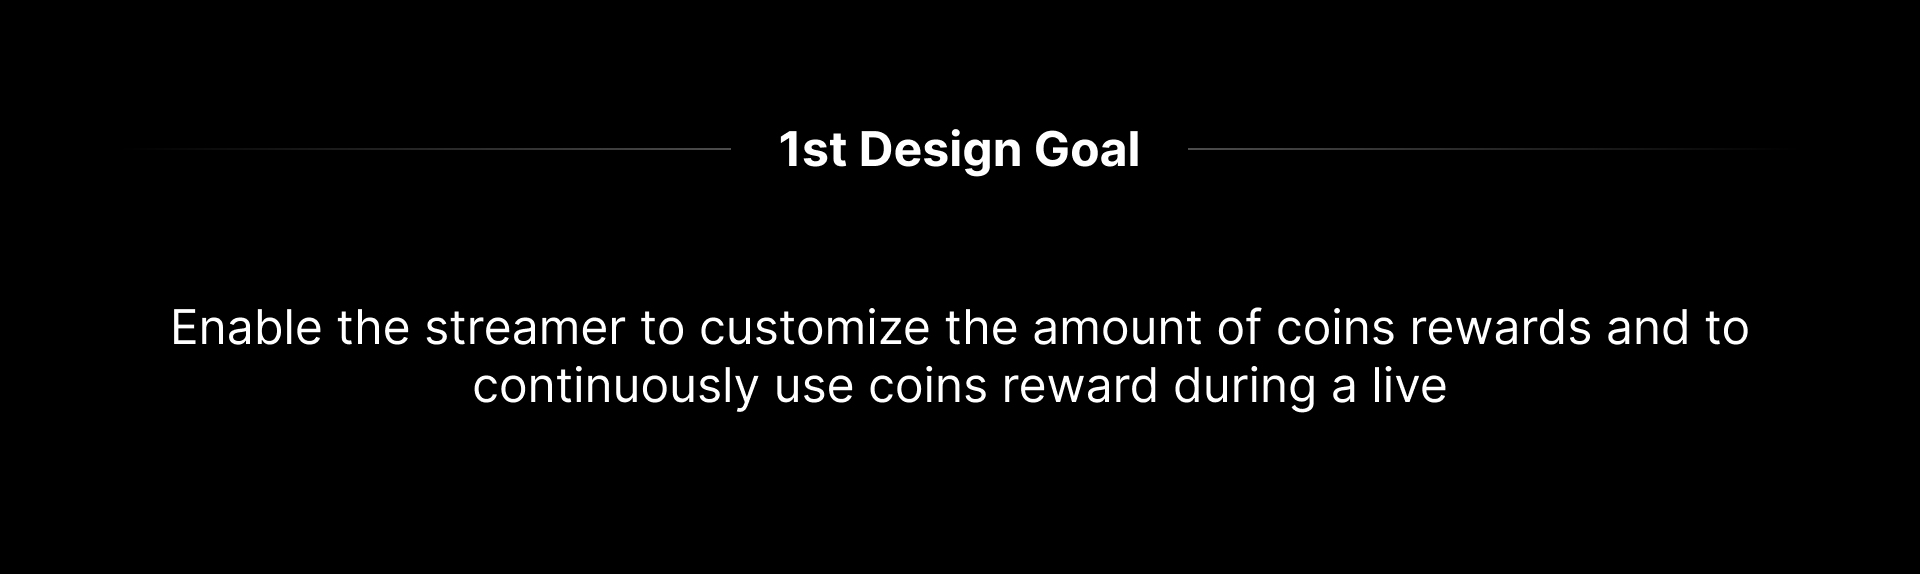 1st Design Goal
Enable the streamer to customize the amount of coins rewards and to
continuously use coins reward during a live